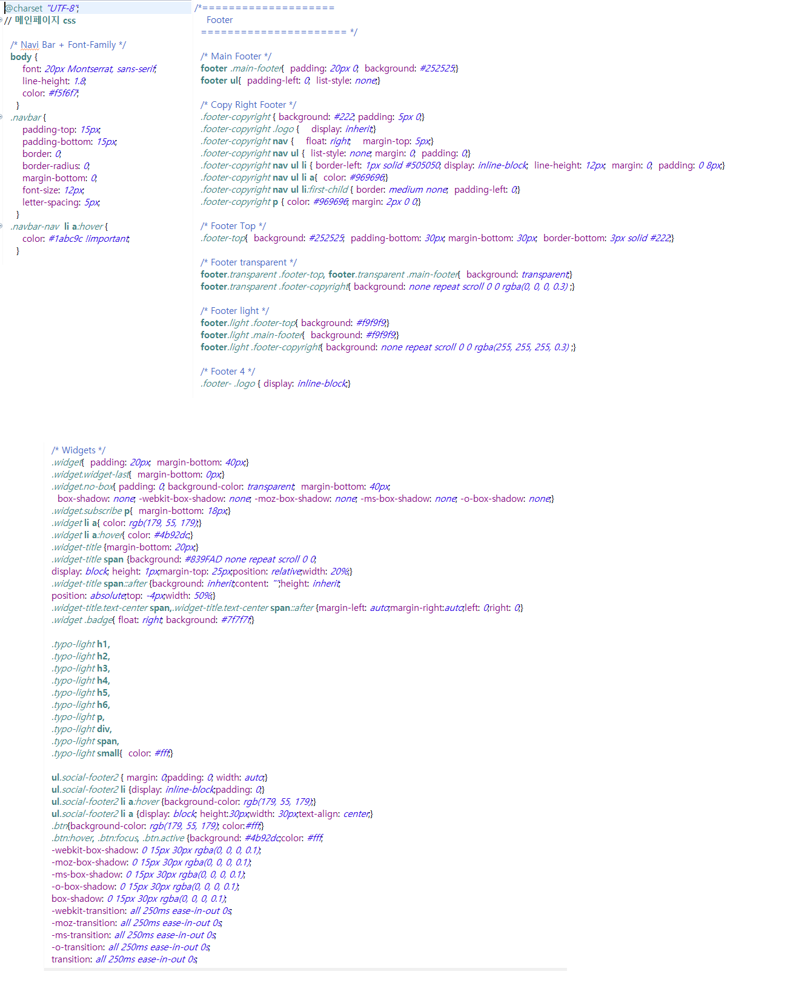 @charset "UTF-8";
// 메인페이지 css

/* Navi Bar + Font-Family */
body {
font: 20px Montserrat, sans-serif;
line-height: 1.8;
color: #f5f6f7;
}
.navbar {
padding-top: 15px;
padding-bottom: 15px;
border: 0;
border-radius: 0;
margin-bottom: 0;
font-size: 12px;
letter-spacing: 5px;
}
.navbar-nav  li a:hover {
color: #1abc9c !important;
}

/*====================
Footer
====================== */

/* Main Footer */
footer .main-footer{  padding: 20px 0;  background: #252525;}
footer ul{  padding-left: 0;  list-style: none;}

/* Copy Right Footer */
.footer-copyright { background: #222; padding: 5px 0;}
.footer-copyright .logo {    display: inherit;}
.footer-copyright nav {    float: right;    margin-top: 5px;}
.footer-copyright nav ul {  list-style: none; margin: 0;  padding: 0;}
.footer-copyright nav ul li { border-left: 1px solid #505050; display: inline-block;  line-height: 12px;  margin: 0;  padding: 0 8px;}
.footer-copyright nav ul li a{  color: #969696;}
.footer-copyright nav ul li:first-child { border: medium none;  padding-left: 0;}
.footer-copyright p { color: #969696; margin: 2px 0 0;}

/* Footer Top */
.footer-top{  background: #252525;  padding-bottom: 30px; margin-bottom: 30px;  border-bottom: 3px solid #222;}

/* Footer transparent */
footer.transparent .footer-top, footer.transparent .main-footer{  background: transparent;}
footer.transparent .footer-copyright{ background: none repeat scroll 0 0 rgba(0, 0, 0, 0.3) ;}

/* Footer light */
footer.light .footer-top{ background: #f9f9f9;}
footer.light .main-footer{  background: #f9f9f9;}
footer.light .footer-copyright{ background: none repeat scroll 0 0 rgba(255, 255, 255, 0.3) ;}

/* Footer 4 */
.footer- .logo { display: inline-block;}

/* Widgets */
.widget{  padding: 20px;  margin-bottom: 40px;}
.widget.widget-last{  margin-bottom: 0px;}
.widget.no-box{ padding: 0; background-color: transparent;  margin-bottom: 40px;
box-shadow: none; -webkit-box-shadow: none; -moz-box-shadow: none; -ms-box-shadow: none; -o-box-shadow: none;}
.widget.subscribe p{  margin-bottom: 18px;}
.widget li a{ color: rgb(179, 55, 179);}
.widget li a:hover{ color: #4b92dc;}
.widget-title {margin-bottom: 20px;}
.widget-title span {background: #839FAD none repeat scroll 0 0;
display: block; height: 1px;margin-top: 25px;position: relative;width: 20%;}
.widget-title span::after {background: inherit;content: "";height: inherit;
position: absolute;top: -4px;width: 50%;}
.widget-title.text-center span,.widget-title.text-center span::after {margin-left: auto;margin-right:auto;left: 0;right: 0;}
.widget .badge{ float: right; background: #7f7f7f;}

.typo-light h1,
.typo-light h2,
.typo-light h3,
.typo-light h4,
.typo-light h5,
.typo-light h6,
.typo-light p,
.typo-light div,
.typo-light span,
.typo-light small{  color: #fff;}

ul.social-footer2 { margin: 0;padding: 0; width: auto;}
ul.social-footer2 li {display: inline-block;padding: 0;}
ul.social-footer2 li a:hover {background-color: rgb(179, 55, 179);}
ul.social-footer2 li a {display: block; height:30px;width: 30px;text-align: center;}
.btn{background-color: rgb(179, 55, 179); color:#fff;}
.btn:hover, .btn:focus, .btn.active {background: #4b92dc;color: #fff;
-webkit-box-shadow: 0 15px 30px rgba(0, 0, 0, 0.1);
-moz-box-shadow: 0 15px 30px rgba(0, 0, 0, 0.1);
-ms-box-shadow: 0 15px 30px rgba(0, 0, 0, 0.1);
-o-box-shadow: 0 15px 30px rgba(0, 0, 0, 0.1);
box-shadow: 0 15px 30px rgba(0, 0, 0, 0.1);
-webkit-transition: all 250ms ease-in-out 0s;
-moz-transition: all 250ms ease-in-out 0s;
-ms-transition: all 250ms ease-in-out 0s;
-o-transition: all 250ms ease-in-out 0s;
transition: all 250ms ease-in-out 0s;